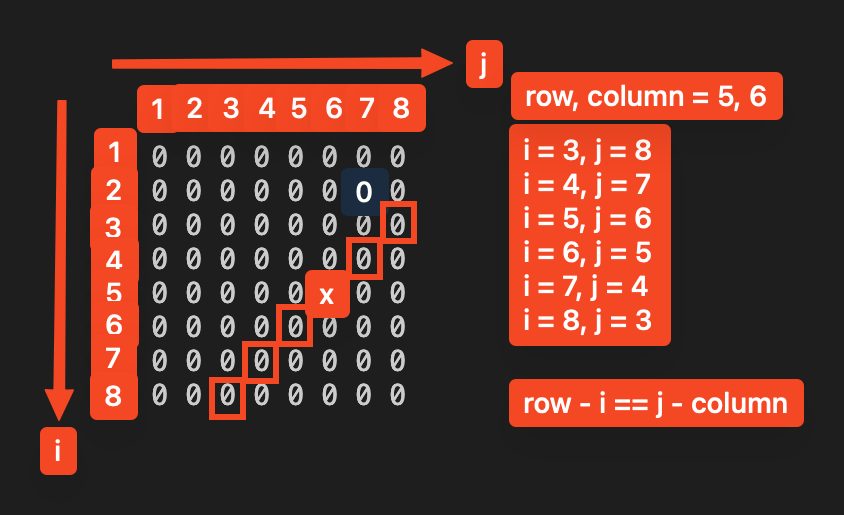 j
row, column = 5, 6
1 2 3 4 5 6 7 8
1 0 0 0 0 0 0 0 0
2 0 0 0 0 0 0 0 0
3 0 0 0 0 0 0 0 0
4 0 0 0 0 0 0 0 0
5 0 0 0 0 0 x 0 0
6 0 0 0 0 0 0 0 0
7 0 0 0 0 0 0 0 0
8 0 0 0 0 0 0 0 0
i
i = 3, j = 8
i = 4, j = 7
i = 5, j = 6
i = 6, j = 5
i = 7, j = 4
i = 8, j = 3
row - i == j - column